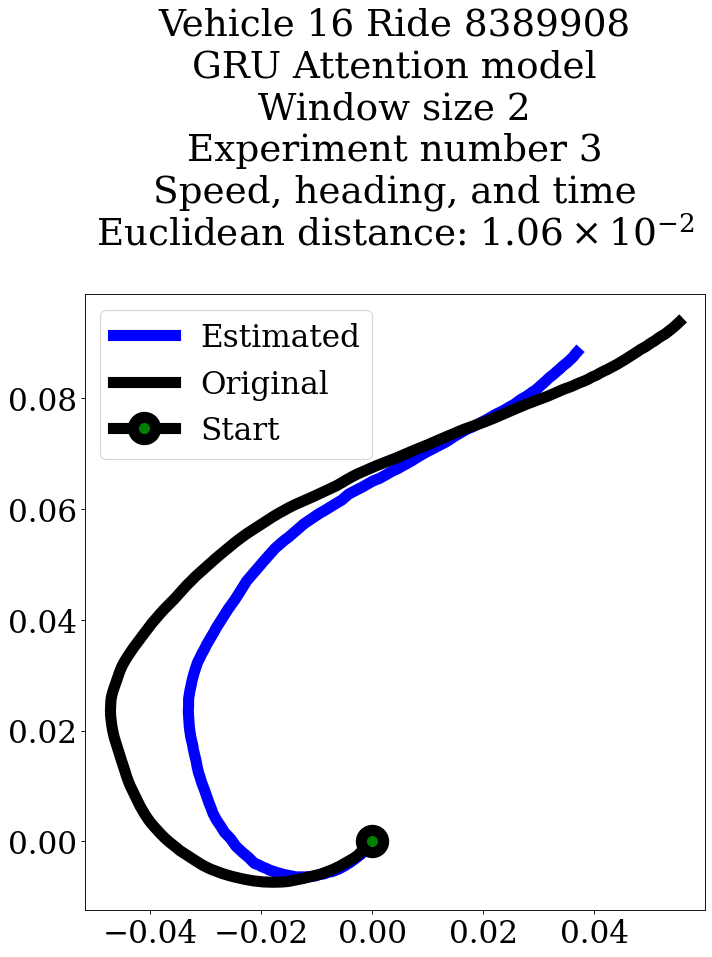 Vehicle 16 Ride 8389908
GRU Attention model
Window size 2
Experiment number 3
Speed, heading, and time
Euclidean distance: 1.06 × 10⁻²
Estimated
Original
Start
0.08
0.06
0.04
0.02
0.00
−0.04 −0.02 0.00 0.02 0.04